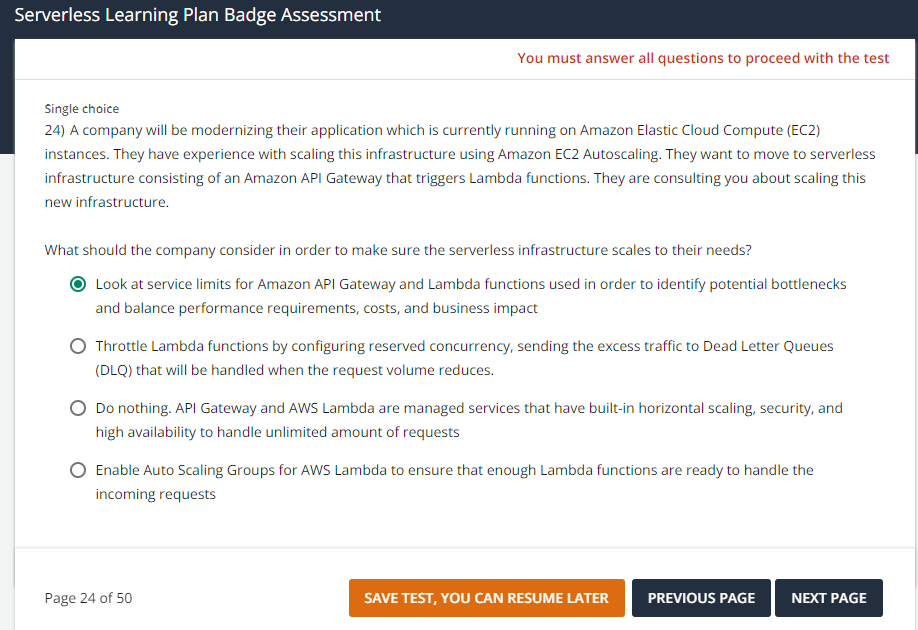 Serverless Learning Plan Badge Assessment
You must answer all questions to proceed with the test
Single choice
24) A company will be modernizing their application which is currently running on Amazon Elastic Cloud Compute (EC2)
instances. They have experience with scaling this infrastructure using Amazon EC2 Autoscaling. They want to move to serverless
infrastructure consisting of an Amazon API Gateway that triggers Lambda functions. They are consulting you about scaling this
new infrastructure.
What should the company consider in order to make sure the serverless infrastructure scales to their needs?
Look at service limits for Amazon API Gateway and Lambda functions used in order to identify potential bottlenecks
and balance performance requirements, costs, and business impact
Throttle Lambda functions by configuring reserved concurrency, sending the excess traffic to Dead Letter Queues
(DLQ) that will be handled when the request volume reduces.
Do nothing. API Gateway and AWS Lambda are managed services that have built-in horizontal scaling, security, and
high availability to handle unlimited amount of requests
Enable Auto Scaling Groups for AWS Lambda to ensure that enough Lambda functions are ready to handle the
incoming requests
Page 24 of 50
SAVE TEST, YOU CAN RESUME LATER
PREVIOUS PAGE
NEXT PAGE